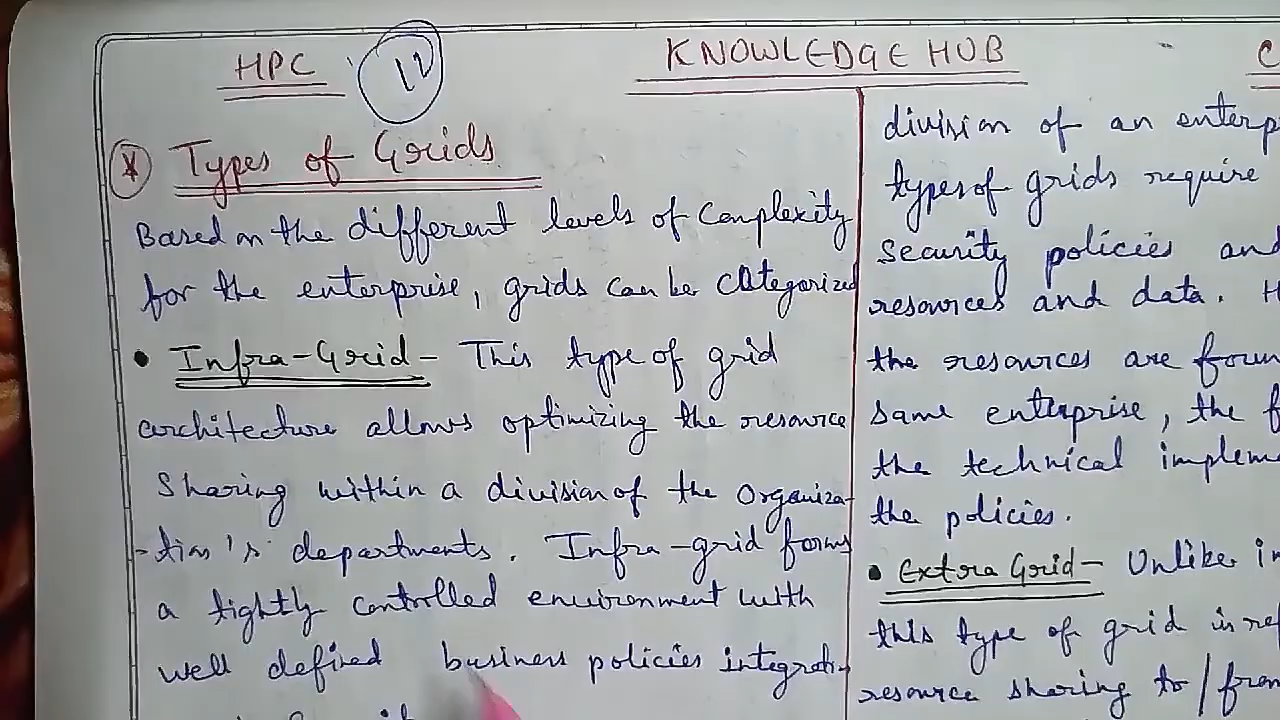 HPC
12
KNOWLEDGE HUB
Types of Grids
Based on the different levels of complexity
for the enterprise, grids can be categorized
• Infra-Grid - This type of grid
architecture allows optimizing the resource
sharing within a division of the organiza-
-tion's departments. Infra-grid forms
a tightly controlled environment with
well defined business policies integrati
division of an enterp
types of grids require
security policies and
resources and data. H
the resources are foun
same enterprise, the f
the technical implem
the policies.
• Extra Grid - Unlike in
this type of grid is ref
resource sharing to/from